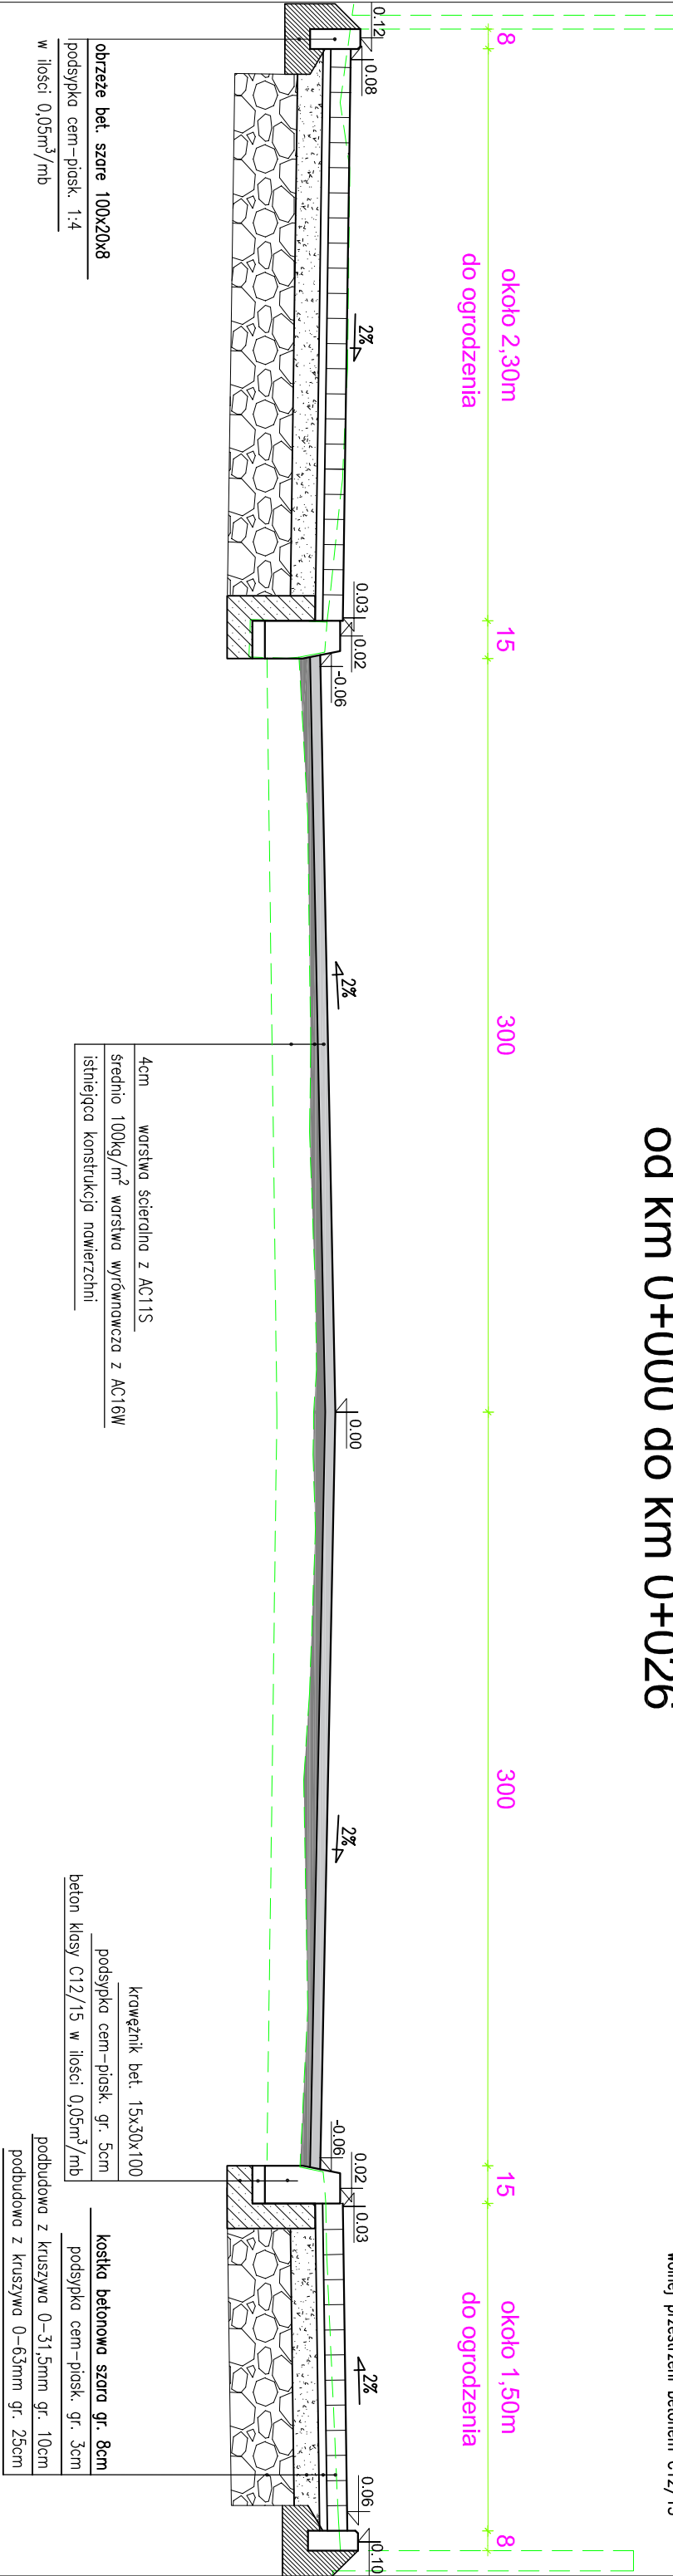 od km 0+000 do km 0+026
wolnej przestrzeni betonem C12/15
8
około 2,30m
do ogrodzenia
15
300
300
15
około 1,50m
do ogrodzenia
8
0.12
0.08
2%
0.03
0.02
-0.06
2%
0.00
2%
-0.06
0.02
0.03
2%
0.06
0.10
obrzeże bet. szare 100x20x8
podsypka cem-piask. 1:4
w ilości 0,05m³/mb
4cm warstwa ścieralna z AC11S
średnio 100kg/m² warstwa wyrównawcza z AC16W
istniejąca konstrukcja nawierzchni
krawężnik bet. 15x30x100
podsypka cem-piask. gr. 5cm
beton klasy C12/15 w ilości 0,05m³/mb
kostka betonowa szara gr. 8cm
podsypka cem-piask. gr. 3cm
podbudowa z kruszywa 0-31,5mm gr. 10cm
podbudowa z kruszywa 0-63mm gr. 25cm